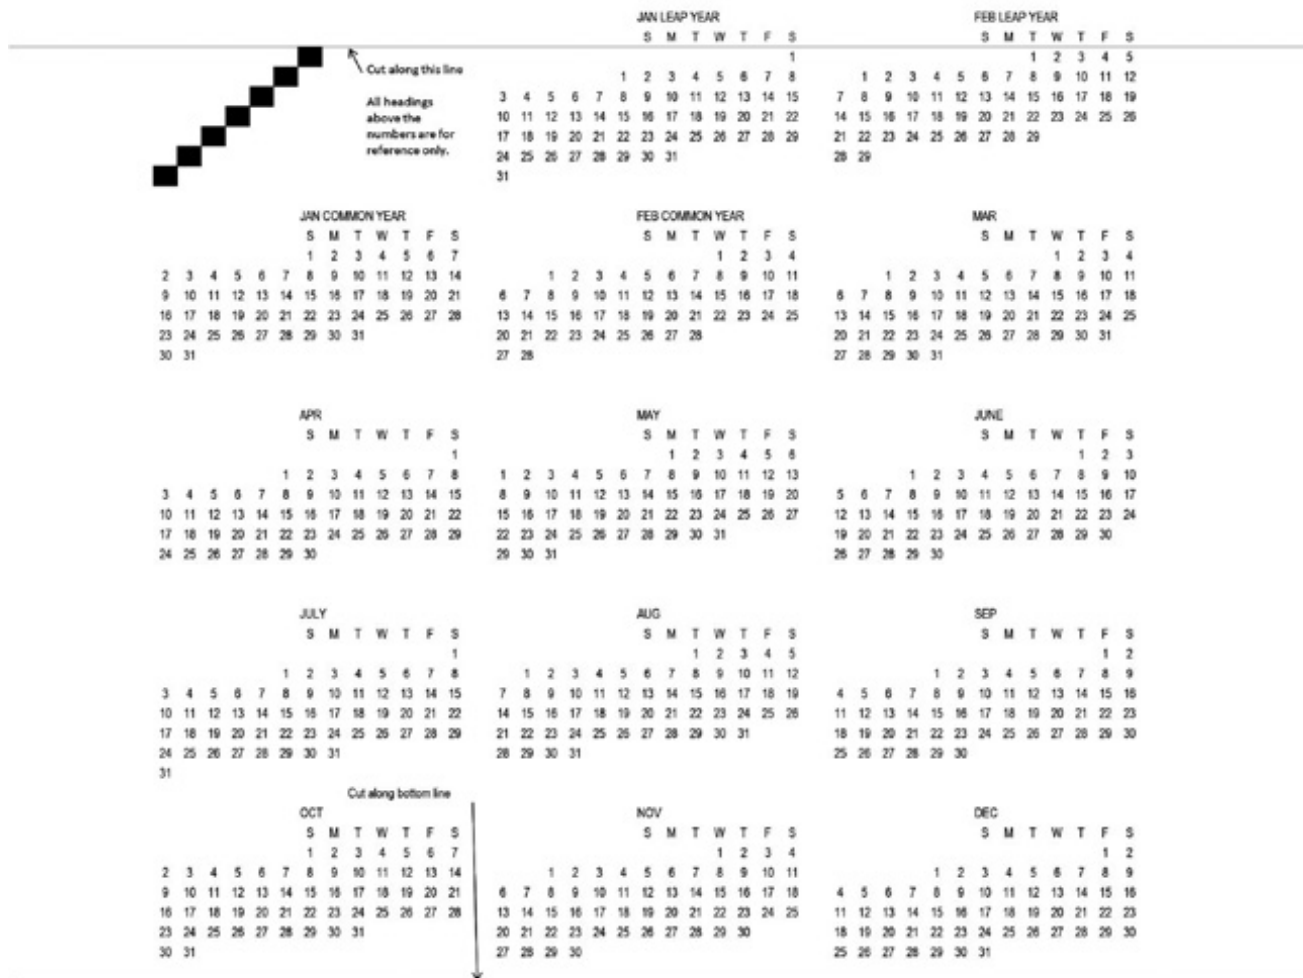 Cut along this line
All headings
above the
numbers are for
reference only.
JAN LEAP YEAR
S M T W T F S
1
1 2 3 4 5 6 7 8
3 4 5 6 7 8 9 10 11 12 13 14 15
10 11 12 13 14 15 16 17 18 19 20 21 22
17 18 19 20 21 22 23 24 25 26 27 28 29
24 25 26 27 28 29 30 31
31
FEB LEAP YEAR
S M T W T F S
1 2 3 4 5
1 2 3 4 5 6 7 8 9 10 11 12
7 8 9 10 11 12 13 14 15 16 17 18 19
14 15 16 17 18 19 20 21 22 23 24 25 26
21 22 23 24 25 26 27 28 29
28 29
JAN COMMON YEAR
S M T W T F S
1 2 3 4 5 6 7
2 3 4 5 6 7 8 9 10 11 12 13 14
9 10 11 12 13 14 15 16 17 18 19 20 21
16 17 18 19 20 21 22 23 24 25 26 27 28
23 24 25 26 27 28 29 30 31
30 31
FEB COMMON YEAR
S M T W T F S
1 2 3 4
1 2 3 4 5 6 7 8 9 10 11
6 7 8 9 10 11 12 13 14 15 16 17 18
13 14 15 16 17 18 19 20 21 22 23 24 25
20 21 22 23 24 25 26 27 28
27 28
MAR
S M T W T F S
1 2 3 4
1 2 3 4 5 6 7 8 9 10 11
6 7 8 9 10 11 12 13 14 15 16 17 18
13 14 15 16 17 18 19 20 21 22 23 24 25
20 21 22 23 24 25 26 27 28 29 30 31
27 28 29 30 31
APR
S M T W T F S
1
1 2 3 4 5 6 7 8
3 4 5 6 7 8 9 10 11 12 13 14 15
10 11 12 13 14 15 16 17 18 19 20 21 22
17 18 19 20 21 22 23 24 25 26 27 28 29
24 25 26 27 28 29 30
MAY
S M T W T F S
1 2 3 4 5 6
1 2 3 4 5 6 7 8 9 10 11 12 13
8 9 10 11 12 13 14 15 16 17 18 19 20
15 16 17 18 19 20 21 22 23 24 25 26 27
22 23 24 25 26 27 28 29 30 31
29 30 31
JUNE
S M T W T F S
1 2 3
1 2 3 4 5 6 7 8 9 10
5 6 7 8 9 10 11 12 13 14 15 16 17
12 13 14 15 16 17 18 19 20 21 22 23 24
19 20 21 22 23 24 25 26 27 28 29 30
26 27 28 29 30
JULY
S M T W T F S
1
1 2 3 4 5 6 7 8
3 4 5 6 7 8 9 10 11 12 13 14 15
10 11 12 13 14 15 16 17 18 19 20 21 22
17 18 19 20 21 22 23 24 25 26 27 28 29
24 25 26 27 28 29 30 31
31
AUG
S M T W T F S
1 2 3 4 5
1 2 3 4 5 6 7 8 9 10 11 12
7 8 9 10 11 12 13 14 15 16 17 18 19
14 15 16 17 18 19 20 21 22 23 24 25 26
21 22 23 24 25 26 27 28 29 30 31
28 29 30 31
SEP
S M T W T F S
1 2
1 2 3 4 5 6 7 8 9
4 5 6 7 8 9 10 11 12 13 14 15 16
11 12 13 14 15 16 17 18 19 20 21 22 23
18 19 20 21 22 23 24 25 26 27 28 29 30
25 26 27 28 29 30
Cut along bottom line
OCT
S M T W T F S
1 2 3 4 5 6 7
2 3 4 5 6 7 8 9 10 11 12 13 14
9 10 11 12 13 14 15 16 17 18 19 20 21
16 17 18 19 20 21 22 23 24 25 26 27 28
23 24 25 26 27 28 29 30 31
30 31
NOV
S M T W T F S
1 2 3 4
1 2 3 4 5 6 7 8 9 10 11
6 7 8 9 10 11 12 13 14 15 16 17 18
13 14 15 16 17 18 19 20 21 22 23 24 25
20 21 22 23 24 25 26 27 28 29 30
27 28 29 30
DEC
S M T W T F S
1 2
1 2 3 4 5 6 7 8 9
4 5 6 7 8 9 10 11 12 13 14 15 16
11 12 13 14 15 16 17 18 19 20 21 22 23
18 19 20 21 22 23 24 25 26 27 28 29 30
25 26 27 28 29 30 31